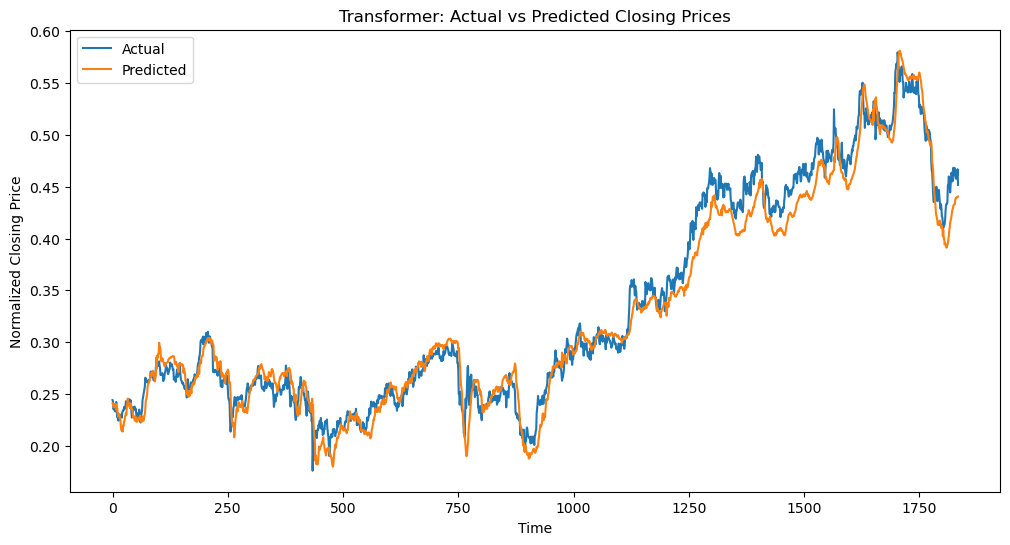 Transformer: Actual vs Predicted Closing Prices
Actual
Predicted
Normalized Closing Price
0.60
0.55
0.50
0.45
0.40
0.35
0.30
0.25
0.20
0 250 500 750 1000 1250 1500 1750
Time